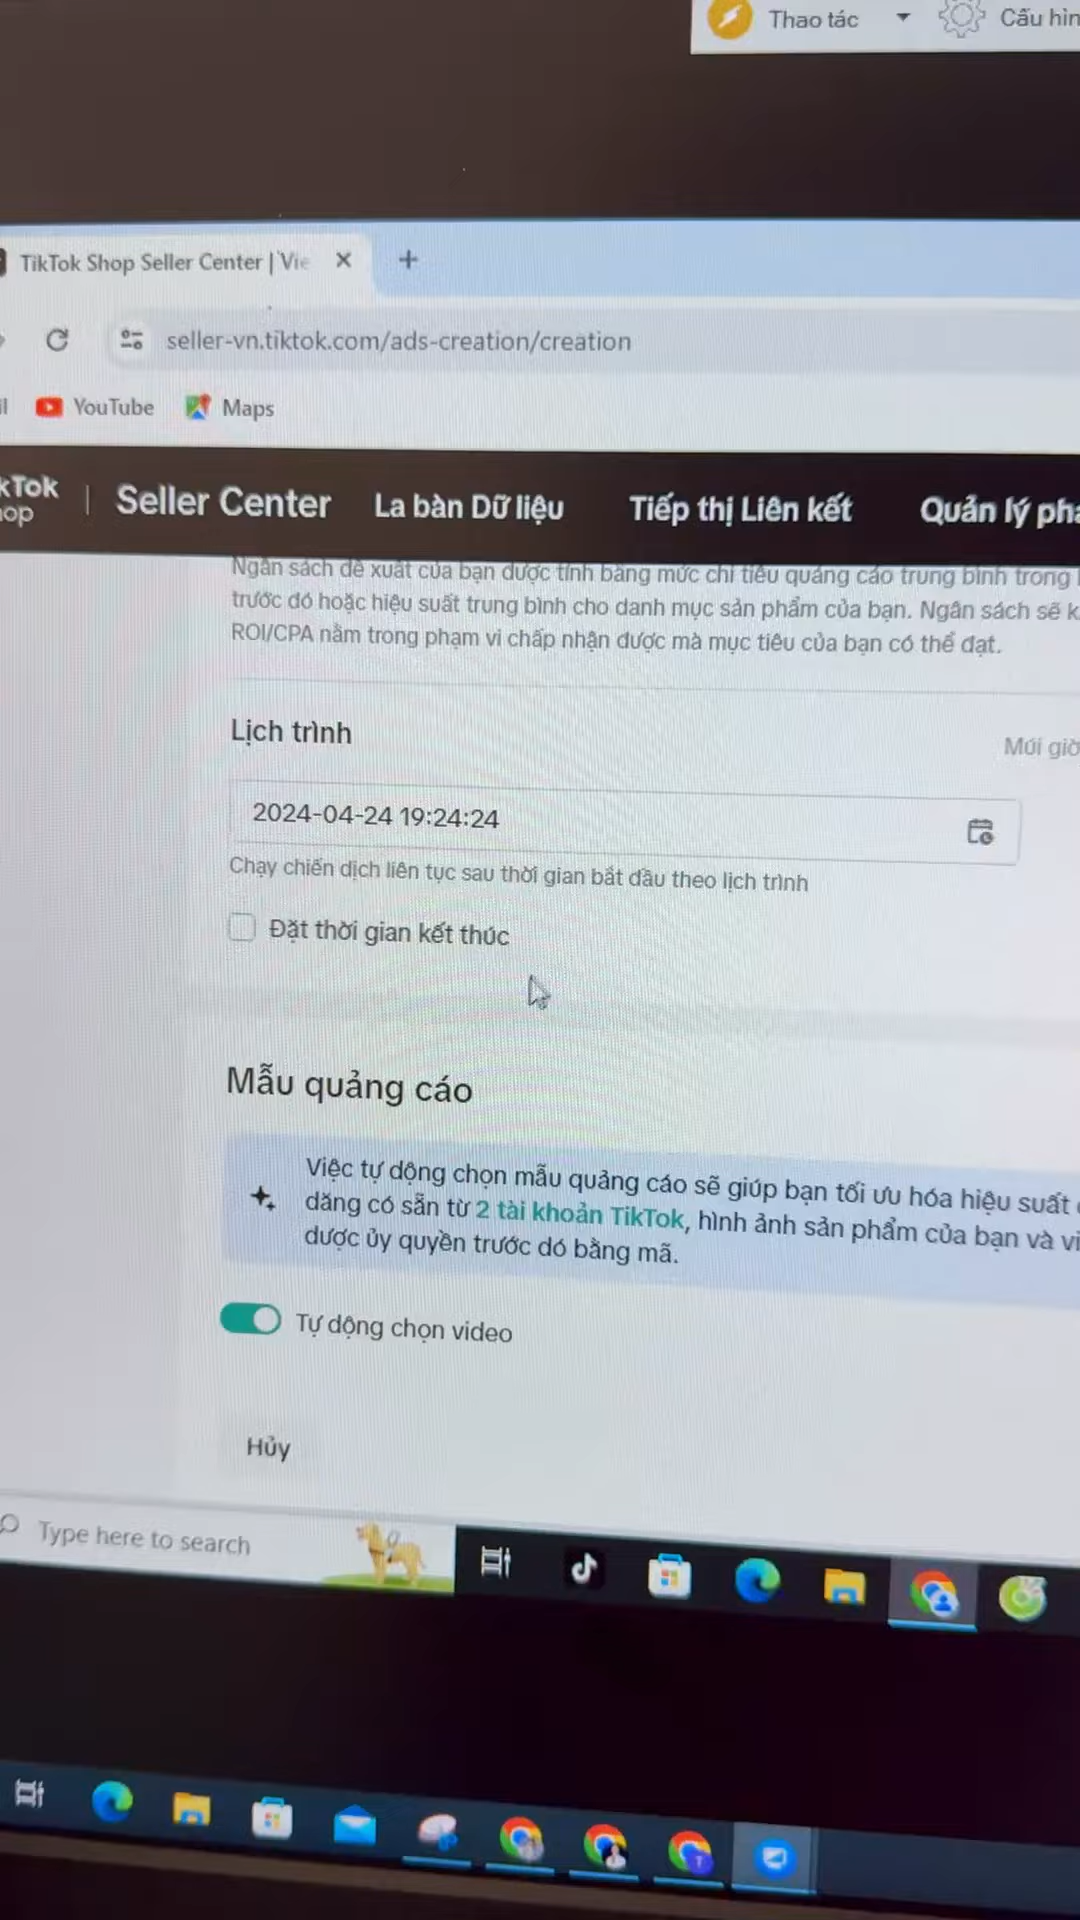 Thao tác
Cấu hìn
TikTok Shop Seller Center | Vie
seller-vn.tiktok.com/ads-creation/creation
YouTube
Maps
kTok
op
Seller Center
La bàn Dữ liệu
Tiếp thị Liên kết
Quản lý phá
Ngân sách đề xuất của bạn được tính bằng mức chi tiêu quảng cáo trung bình trong
trước đó hoặc hiệu suất trung bình cho danh mục sản phẩm của bạn. Ngân sách sẽ k
ROI/CPA nằm trong phạm vi chấp nhận được mà mục tiêu của bạn có thể đạt.
Lịch trình
Múi giờ
2024-04-24 19:24:24
Chạy chiến dịch liên tục sau thời gian bắt đầu theo lịch trình
Đặt thời gian kết thúc
Mẫu quảng cáo
Việc tự động chọn mẫu quảng cáo sẽ giúp bạn tối ưu hóa hiệu suất
đăng có sẵn từ 2 tài khoản TikTok, hình ảnh sản phẩm của bạn và vi
được ủy quyền trước đó bằng mã.
Tự động chọn video
Hủy
Type here to search